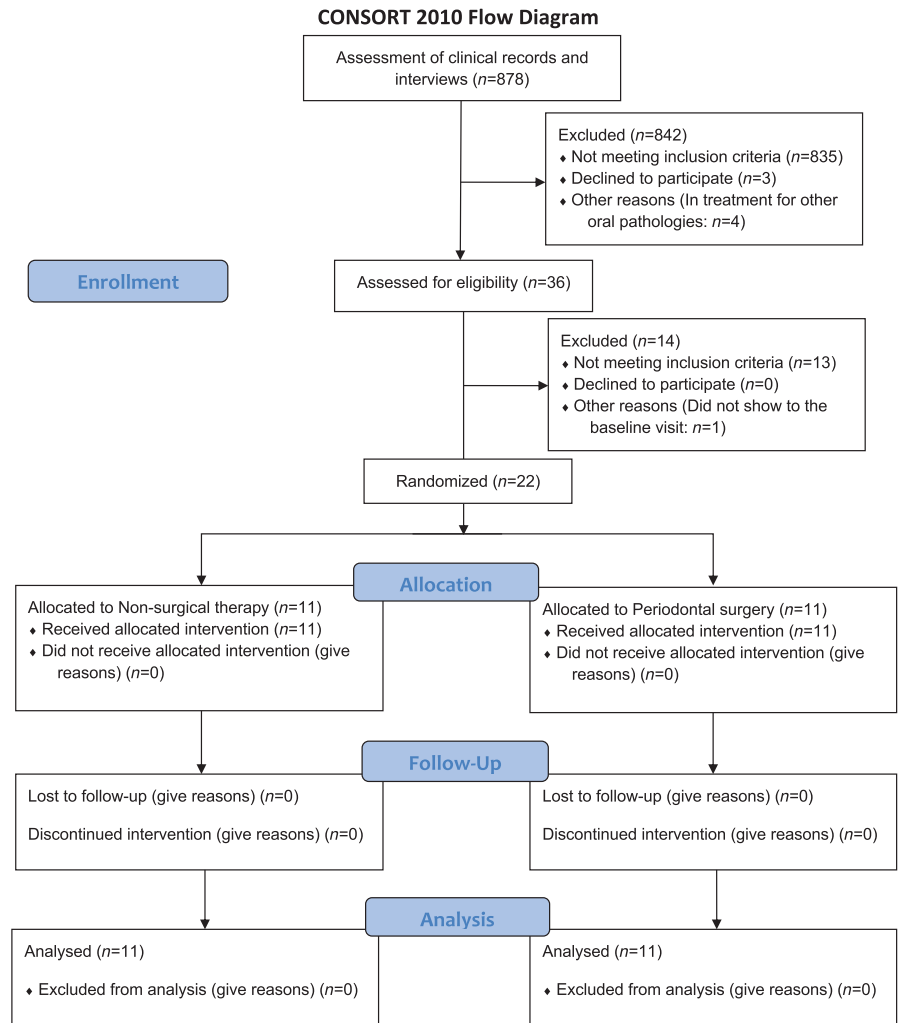 CONSORT 2010 Flow Diagram
Assessment of clinical records and
interviews (n=878)
Excluded (n=842)
♦ Not meeting inclusion criteria (n=835)
♦ Declined to participate (n=3)
♦ Other reasons (In treatment for other
oral pathologies: n=4)
Enrollment
Assessed for eligibility (n=36)
Excluded (n=14)
♦ Not meeting inclusion criteria (n=13)
♦ Declined to participate (n=0)
♦ Other reasons (Did not show to the
baseline visit: n=1)
Randomized (n=22)
Allocation
Allocated to Non-surgical therapy (n=11)
♦ Received allocated intervention (n=11)
♦ Did not receive allocated intervention (give
reasons) (n=0)
Allocated to Periodontal surgery (n=11)
♦ Received allocated intervention (n=11)
♦ Did not receive allocated intervention (give
reasons) (n=0)
Follow-Up
Lost to follow-up (give reasons) (n=0)
Discontinued intervention (give reasons) (n=0)
Lost to follow-up (give reasons) (n=0)
Discontinued intervention (give reasons) (n=0)
Analysis
Analysed (n=11)
♦ Excluded from analysis (give reasons) (n=0)
Analysed (n=11)
♦ Excluded from analysis (give reasons) (n=0)